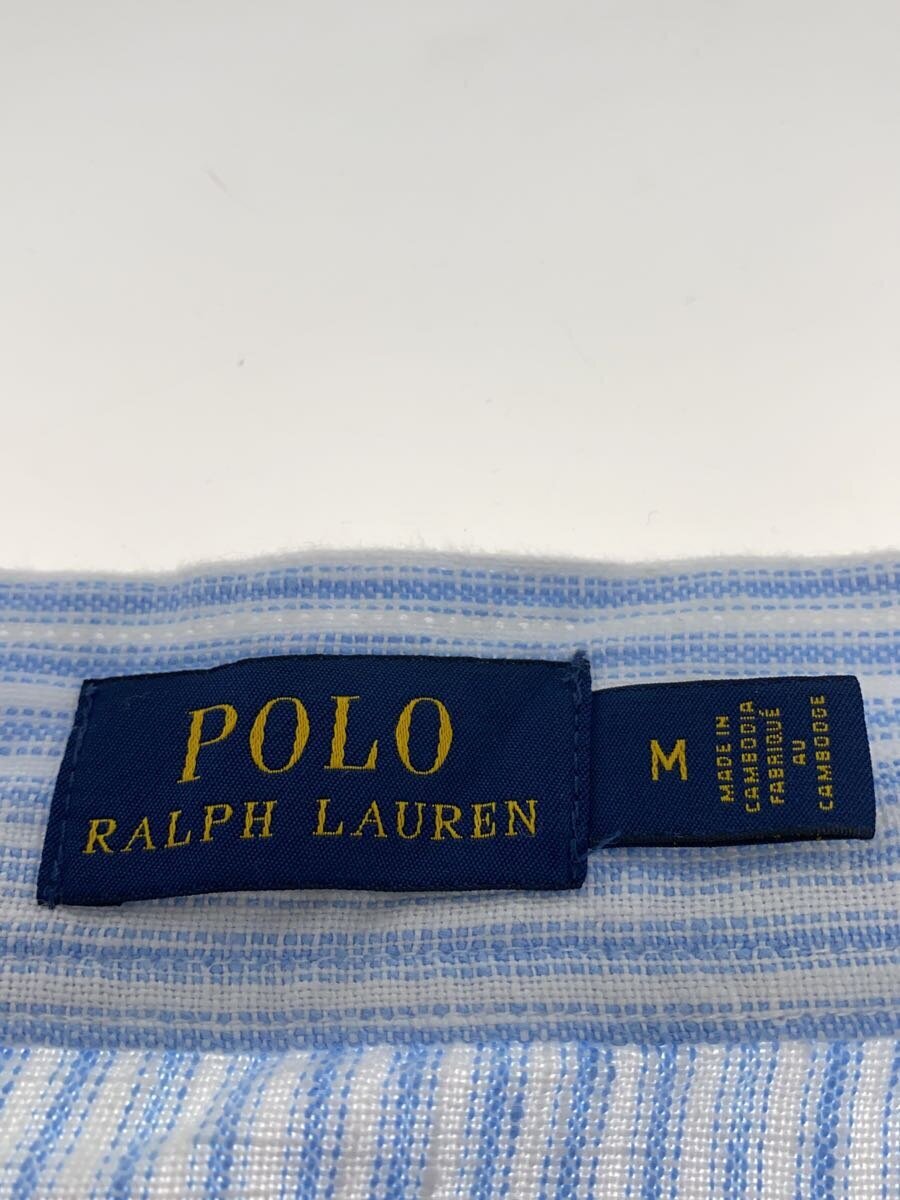 POLO
RALPH LAUREN
M
MADE IN
CAMBODIA
FABRIQUÉ
AU
CAMBODGE